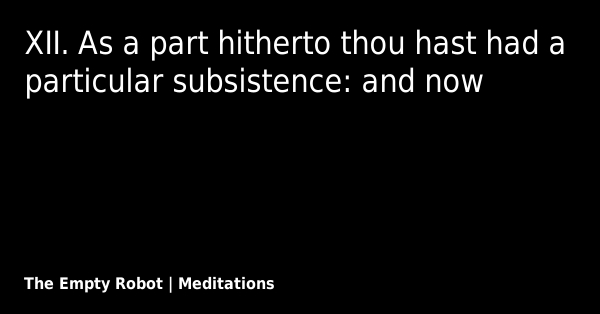 XII. As a part hitherto thou hast had a
particular subsistence: and now
The Empty Robot | Meditations